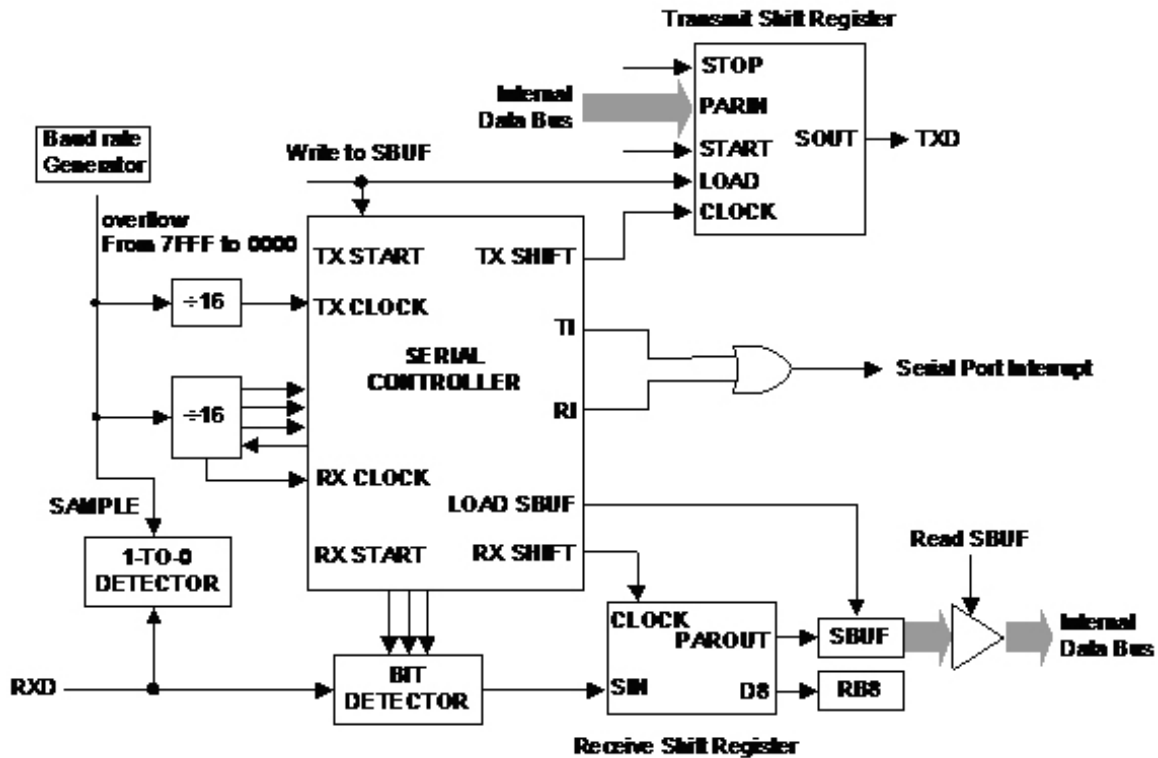 Transmit Shift Register
STOP
Internal
Data Bus
PARIN
SOUT
TXD
START
LOAD
CLOCK
Baud rate
Generator
Write to SBUF
overflow
From 7FFF to 0000
TX START
TX SHIFT
÷16
TX CLOCK
TI
SERIAL
CONTROLLER
Serial Port Interrupt
÷16
RI
RX CLOCK
SAMPLE
LOAD SBUF
Read SBUF
1-TO-0
DETECTOR
RX START
RX SHIFT
CLOCK
PAROUT
SBUF
Internal
Data Bus
RXD
BIT
DETECTOR
SIN
D8
RB8
Receive Shift Register